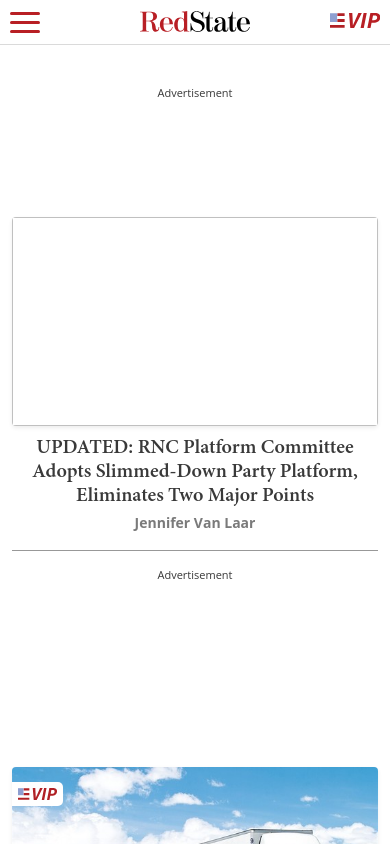 RedState
VIP
Advertisement
UPDATED: RNC Platform Committee
Adopts Slimmed-Down Party Platform,
Eliminates Two Major Points
Jennifer Van Laar
Advertisement
VIP